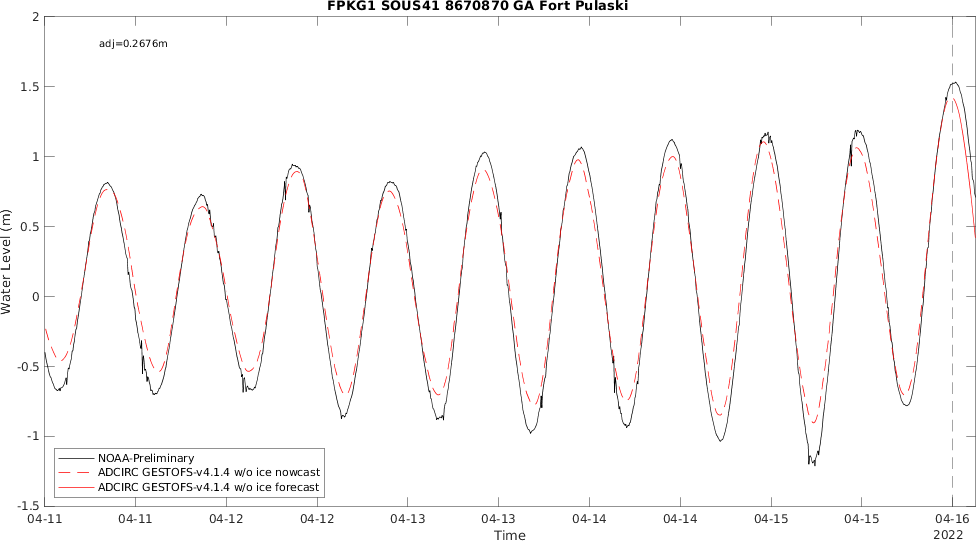 FPKG1 SOUS41 8670870 GA Fort Pulaski
2
adj=0.2676m
1.5
1
0.5
0
-0.5
-1
-1.5
Water Level (m)
NOAA-Preliminary
ADCIRC GESTOFS-v4.1.4 w/o ice nowcast
ADCIRC GESTOFS-v4.1.4 w/o ice forecast
04-11 04-11 04-12 04-12 04-13 04-13 04-14 04-14 04-15 04-15 04-16
Time
2022